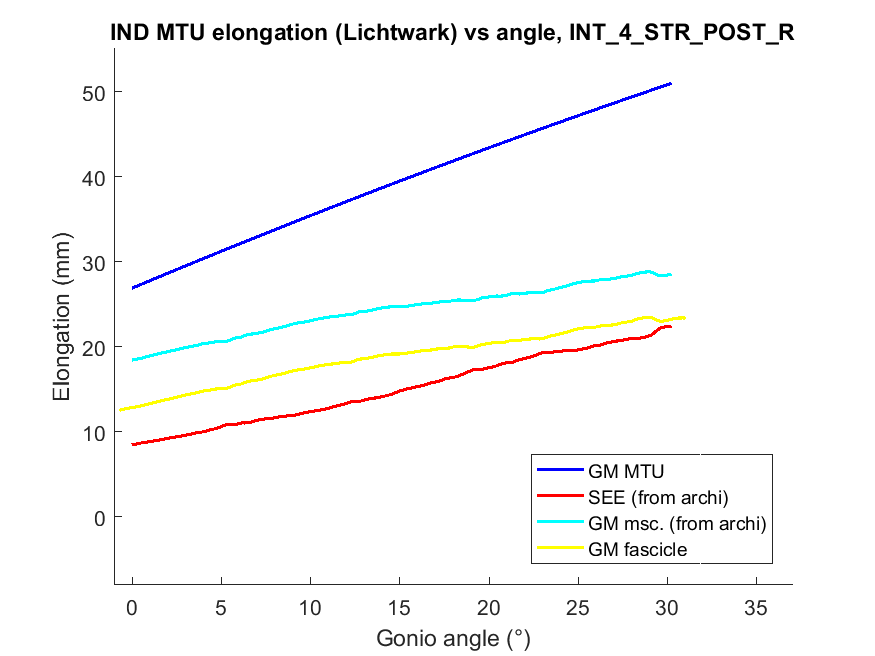 IND MTU elongation (Lichtwark) vs angle, INT_4_STR_POST_R
50
40
30
20
10
0
Elongation (mm)
GM MTU
SEE (from archi)
GM msc. (from archi)
GM fascicle
0 5 10 15 20 25 30 35
Gonio angle (°)